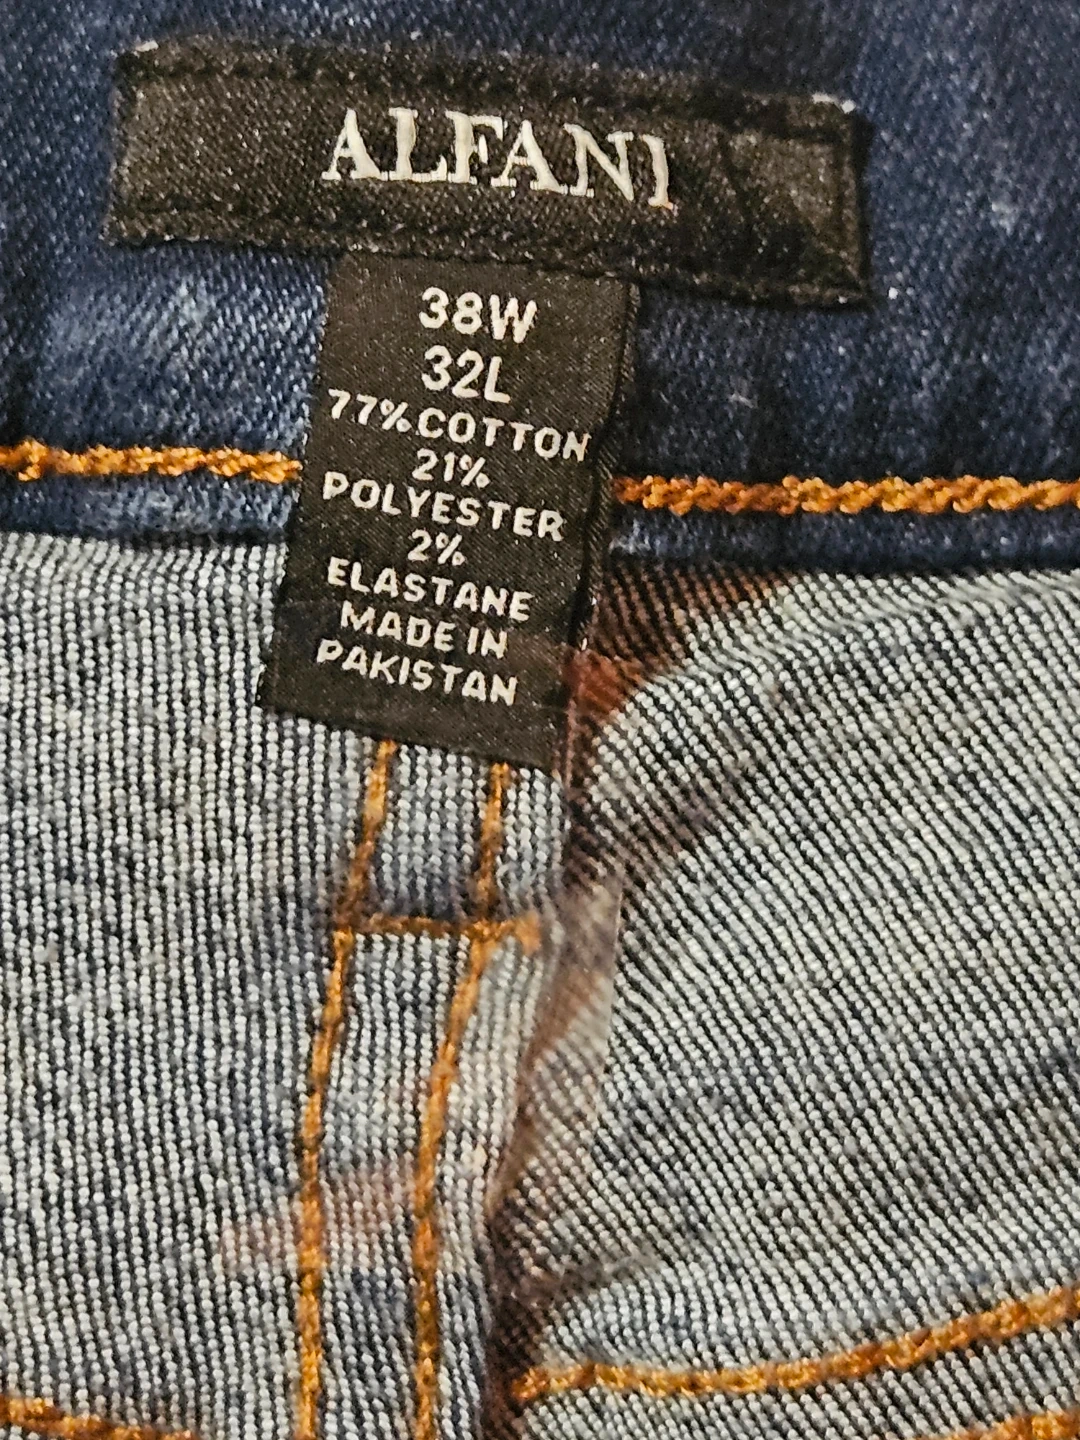 ALFANI
38W
32L
77% COTTON
21%
POLYESTER
2%
ELASTANE
MADE IN
PAKISTAN